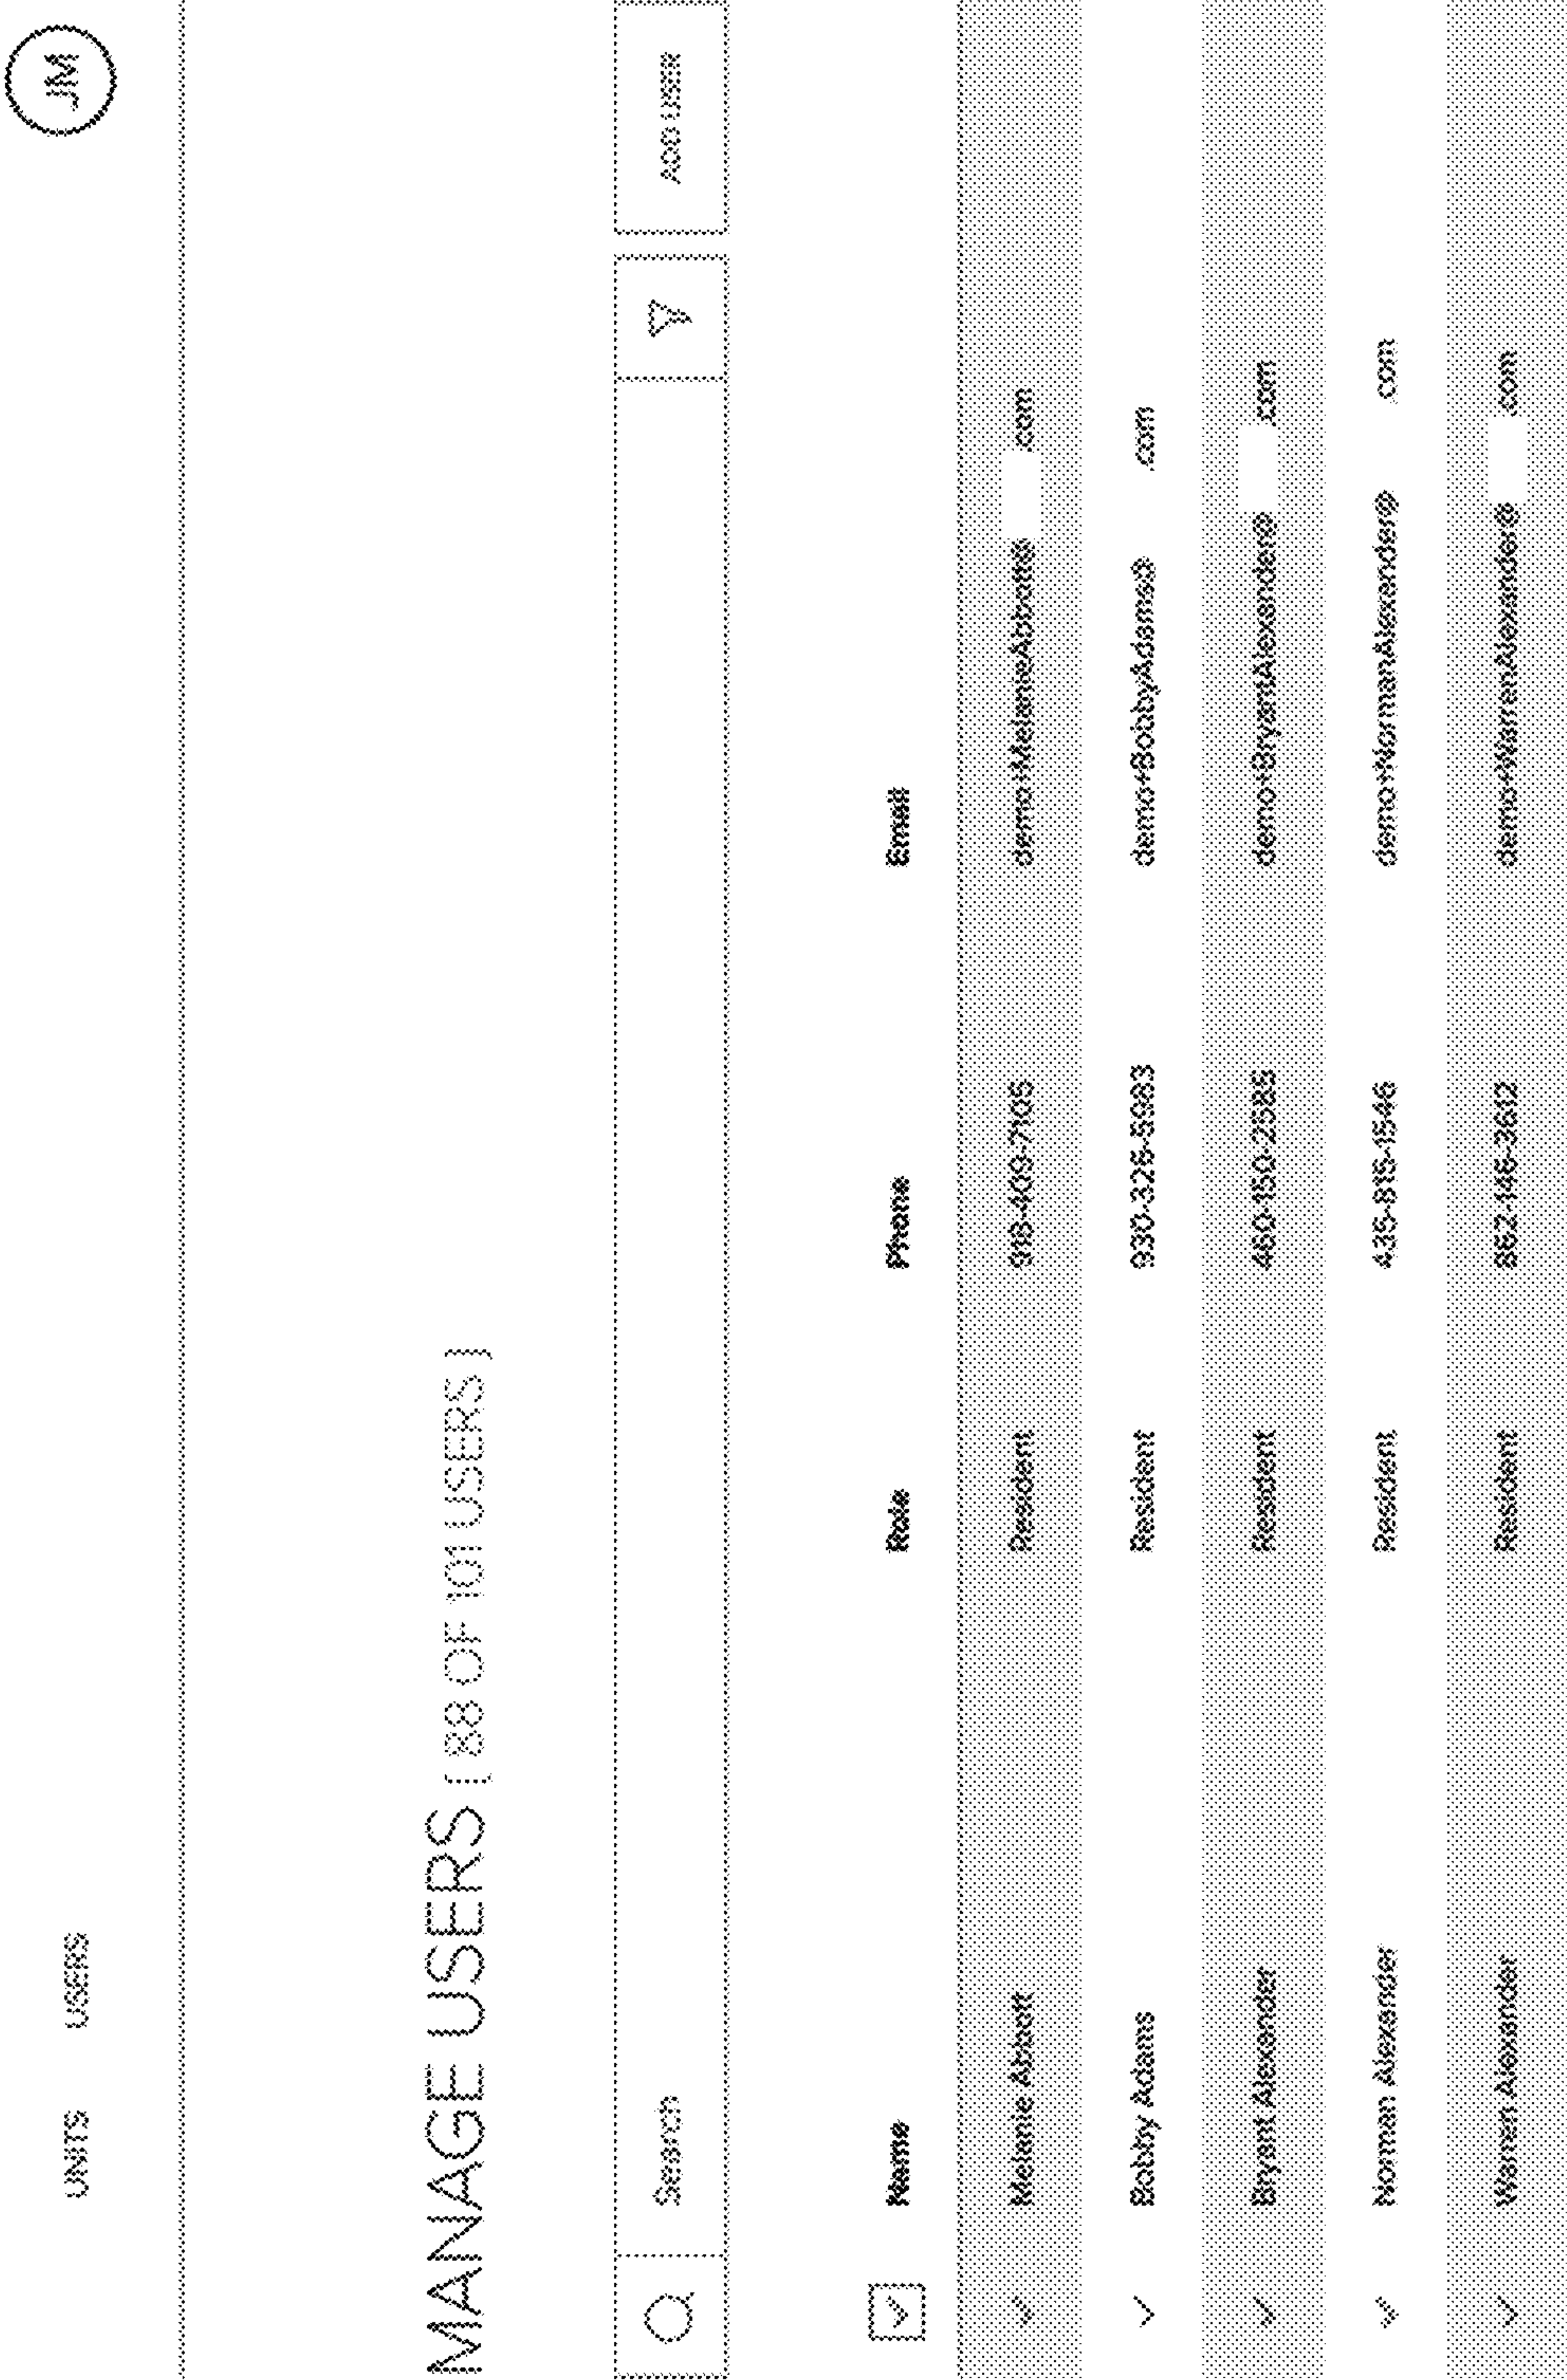 UNITS USERS JM
MANAGE USERS [ 88 OF 101 USERS ]
Search ADD USER
Name Role Phone Email
Melanie Abbott Resident 918-409-7105 demo+MelanieAbbott@ .com
Bobby Adams Resident 930-326-5983 demo+BobbyAdams@ .com
Bryant Alexander Resident 460-150-2585 demo+BryantAlexander@ .com
Norman Alexander Resident 435-815-1546 demo+NormanAlexander@ .com
Warren Alexander Resident 862-146-3612 demo+WarrenAlexander@ .com